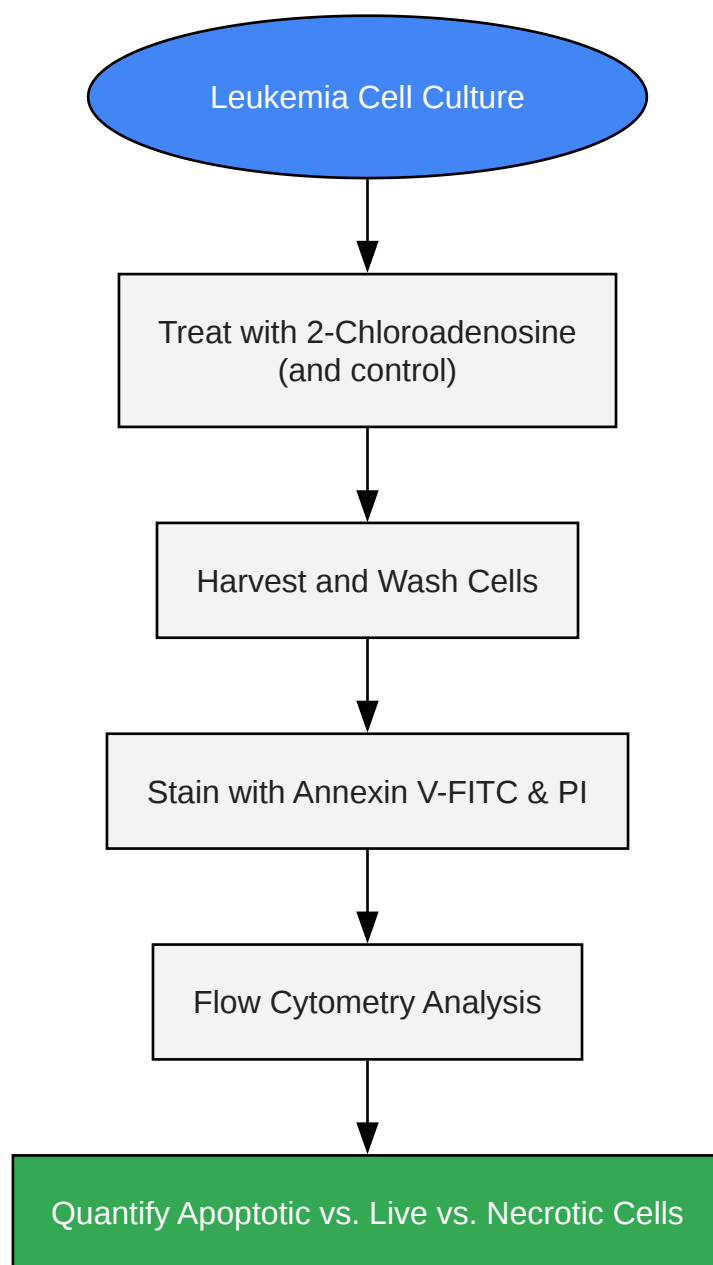 Leukemia Cell Culture
Treat with 2-Chloroadenosine
(and control)
Harvest and Wash Cells
Stain with Annexin V-FITC & PI
Flow Cytometry Analysis
Quantify Apoptotic vs. Live vs. Necrotic Cells